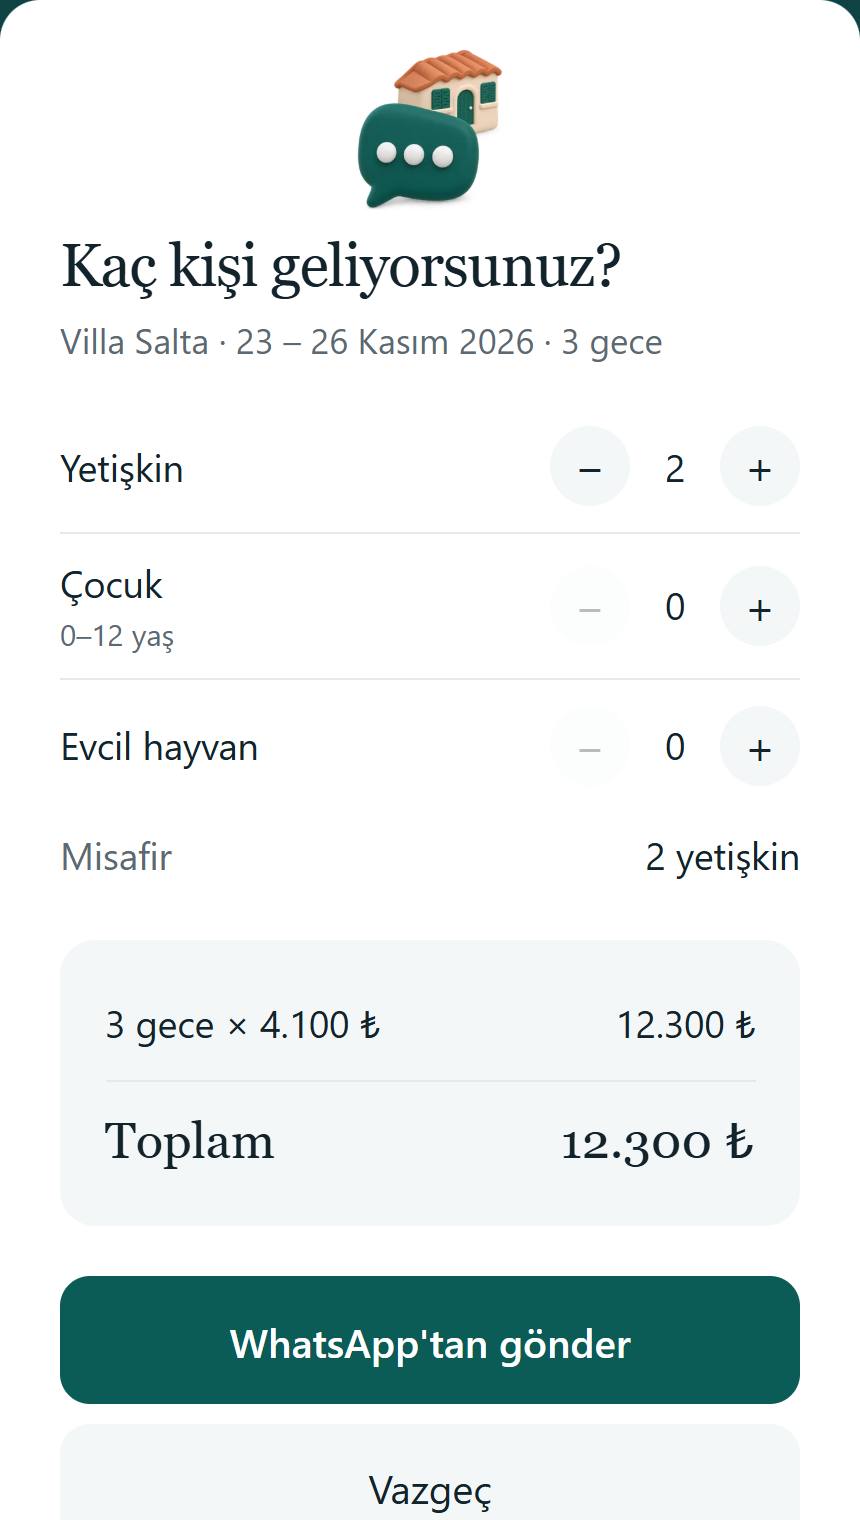 Kaç kişi geliyorsunuz?
Villa Salta · 23 – 26 Kasım 2026 · 3 gece
Yetişkin − 2 +
Çocuk − 0 +
0–12 yaş
Evcil hayvan − 0 +
Misafir 2 yetişkin
3 gece × 4.100 ₺ 12.300 ₺
Toplam 12.300 ₺
WhatsApp'tan gönder
Vazgeç